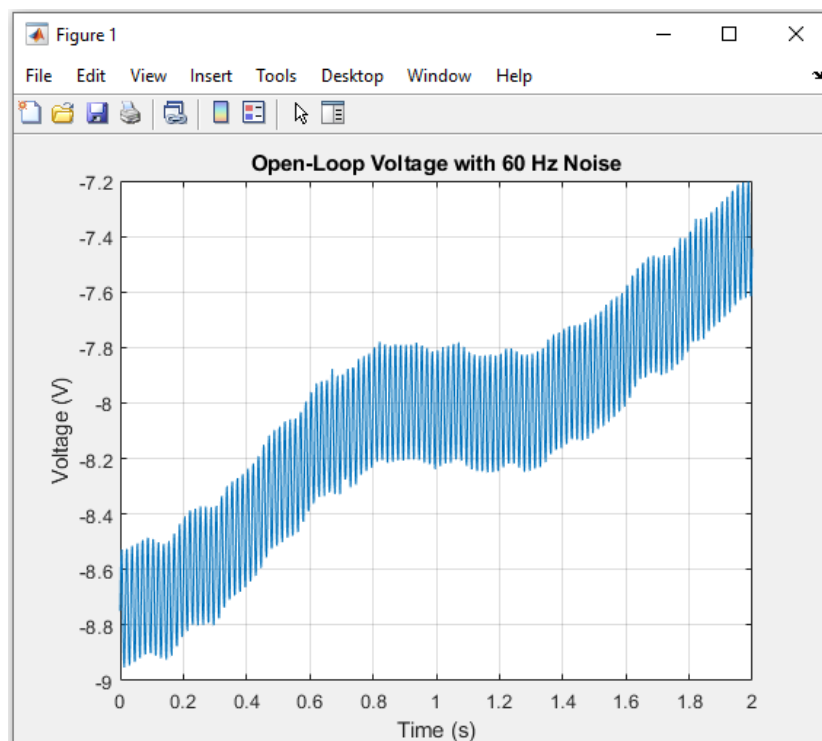 Figure 1
File Edit View Insert Tools Desktop Window Help
Open-Loop Voltage with 60 Hz Noise
-7.2
-7.4
-7.6
-7.8
-8
-8.2
-8.4
-8.6
-8.8
-9
Voltage (V)
0 0.2 0.4 0.6 0.8 1 1.2 1.4 1.6 1.8 2
Time (s)